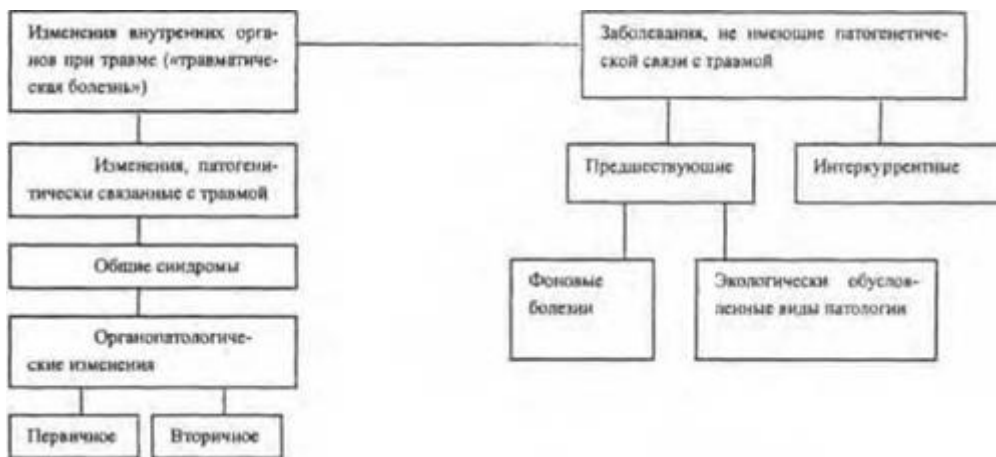 Изменения внутренних орга-
нов при травме («травматиче-
ская болезнь»)
Заболевания, не имеющие патогенетиче-
ской связи с травмой
Изменения, патогени-
тически связанные с травмой
Предшествующие
Интеркуррентные
Общие синдромы
Фоновые
болезни
Экологически обуслов-
ленные виды патологии
Органопатологиче-
ские изменения
Первичное
Вторичное